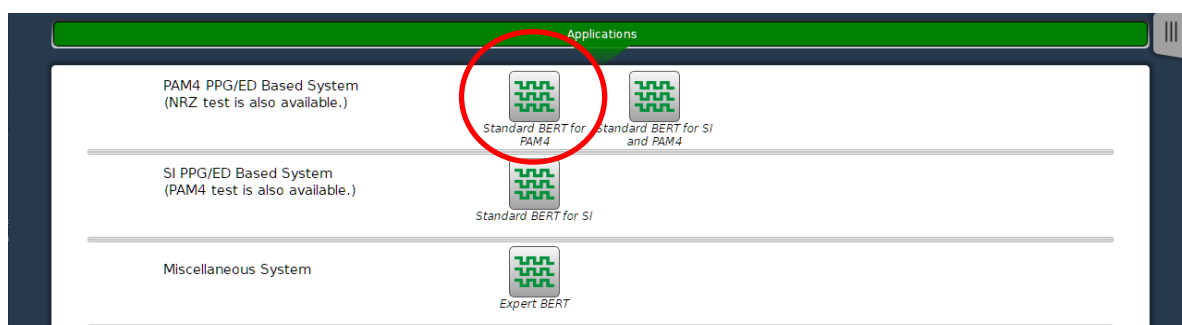 Applications
PAM4 PPG/ED Based System
(NRZ test is also available.)
Standard BERT for
PAM4
Standard BERT for SI
and PAM4
SI PPG/ED Based System
(PAM4 test is also available.)
Standard BERT for SI
Miscellaneous System
Expert BERT